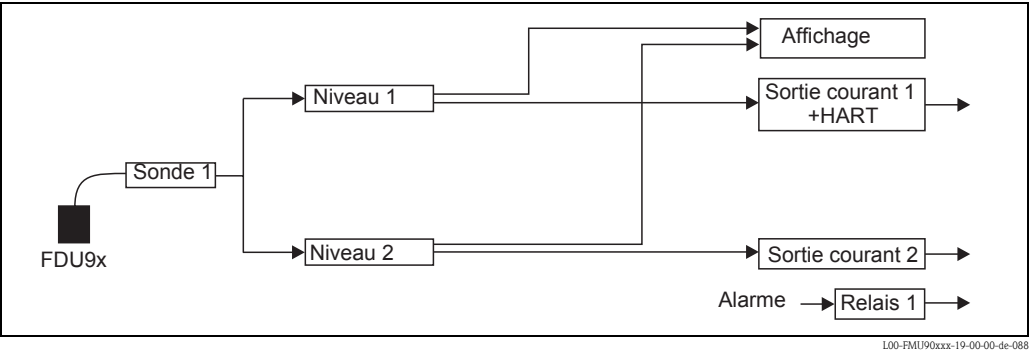 Affichage
Niveau 1
Sortie courant 1
+HART
Sonde 1
FDU9x
Niveau 2
Sortie courant 2
Alarme
Relais 1
L00-FMU90xxx-19-00-00-de-088